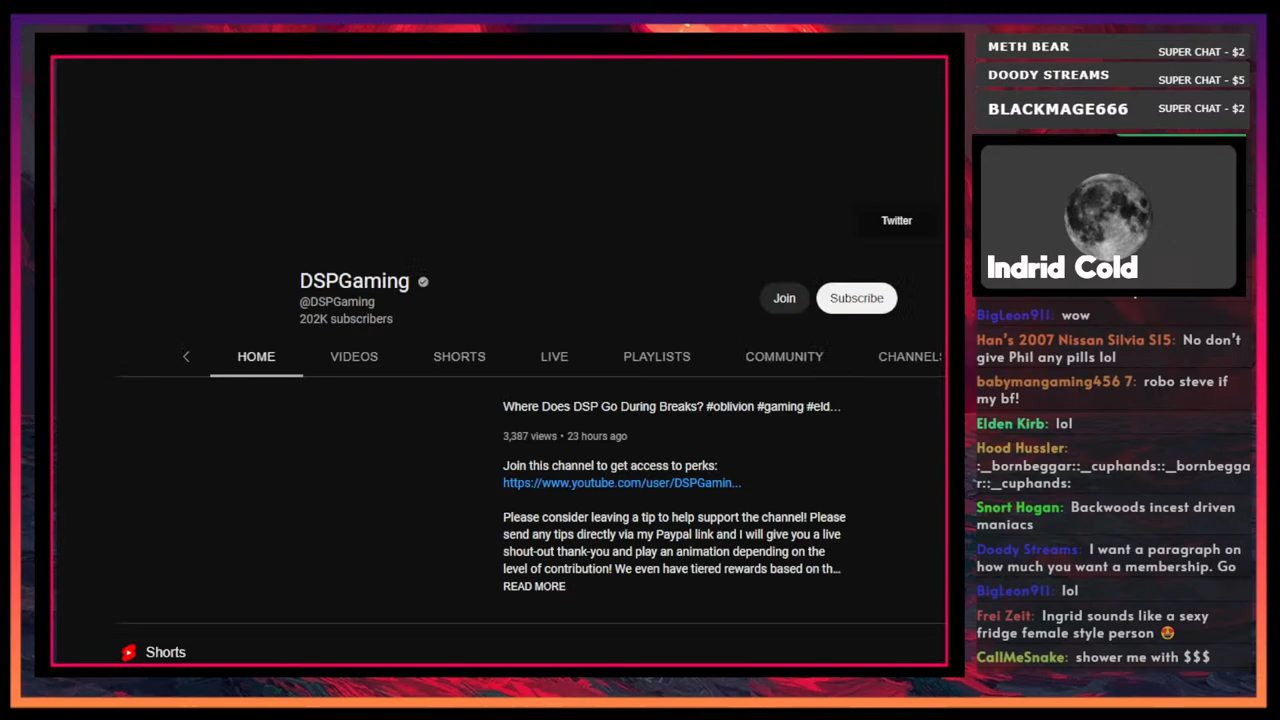 Twitter
DSPGaming
@DSPGaming
202K subscribers
Join
Subscribe
HOME
VIDEOS
SHORTS
LIVE
PLAYLISTS
COMMUNITY
CHANNELS
Where Does DSP Go During Breaks? #oblivion #gaming #eld...
3,387 views • 23 hours ago
Join this channel to get access to perks:
https://www.youtube.com/user/DSPGamin...
Please consider leaving a tip to help support the channel! Please
send any tips directly via my Paypal link and I will give you a live
shout-out thank-you and play an animation depending on the
level of contribution! We even have tiered rewards based on th...
READ MORE
Shorts
METH BEAR SUPER CHAT - $2
DOODY STREAMS SUPER CHAT - $5
BLACKMAGE666 SUPER CHAT - $2
Indrid Cold
BigLeon911: wow
Han's 2007 Nissan Silvia S15: No don't
give Phil any pills lol
babymangaming456 7: robo steve if
my bf!
Elden Kirb: lol
Hood Hussler:
:_bornbeggar::_cuphands::_bornbegga
r::_cuphands:
Snort Hogan: Backwoods incest driven
maniacs
Doody Streams: I want a paragraph on
how much you want a membership. Go
BigLeon911: lol
Frei Zeit: Ingrid sounds like a sexy
fridge female style person 😍
CallMeSnake: shower me with $$$